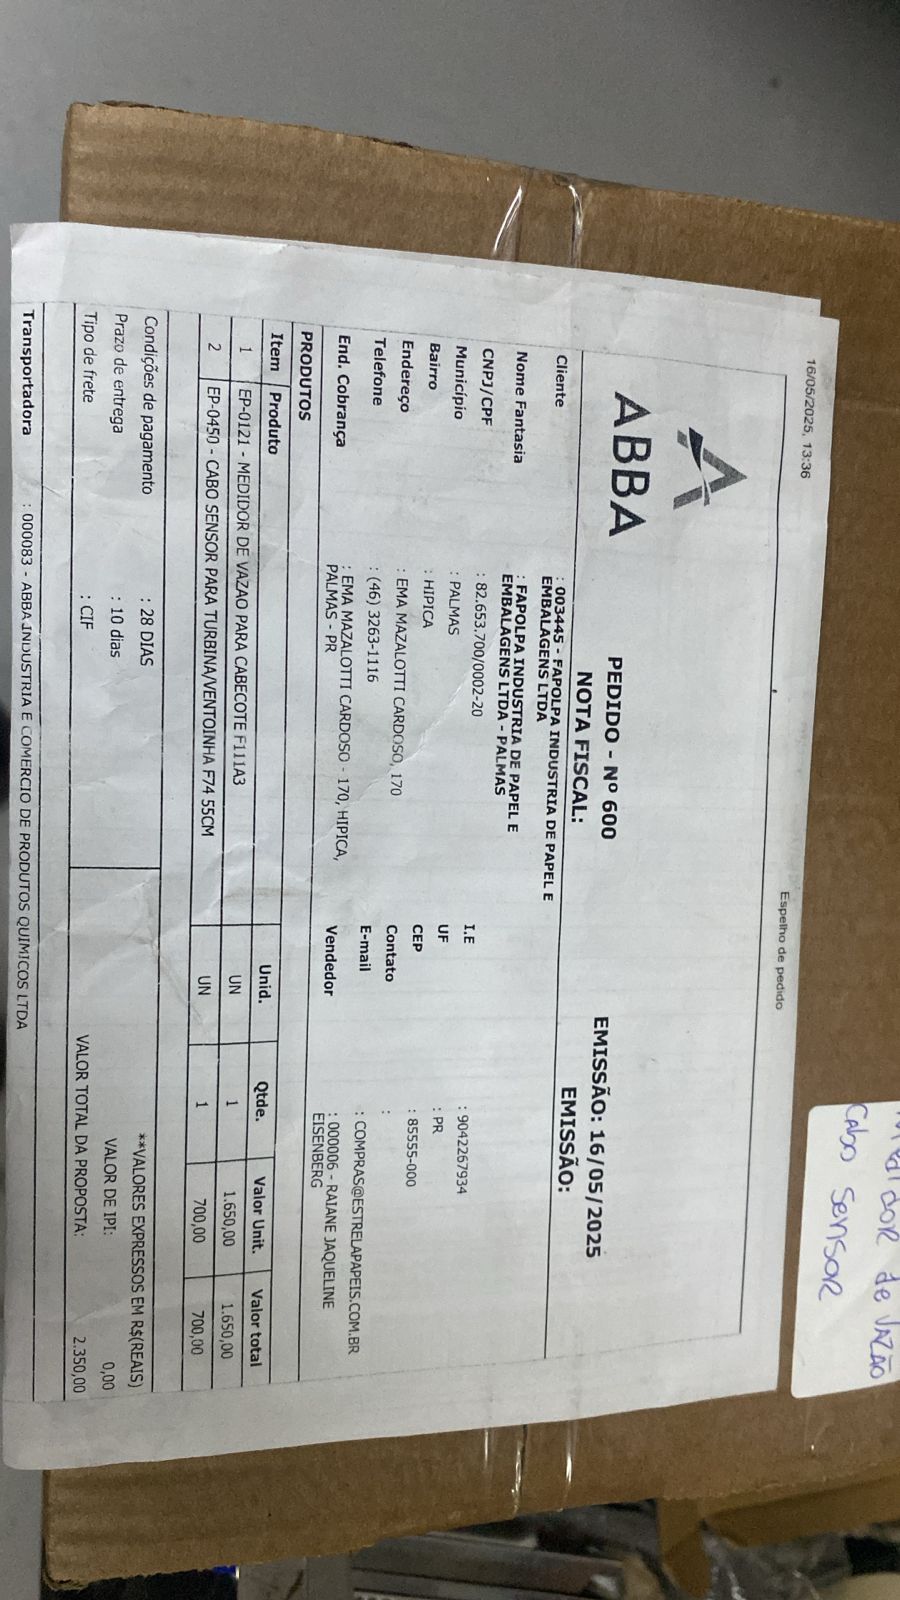 16/05/2025, 13:36
Espelho de pedido
ABBA
PEDIDO - Nº 600
EMISSÃO: 16/05/2025
NOTA FISCAL:
EMISSÃO:
Cliente : 003445 - FAPOLPA INDUSTRIA DE PAPEL E
EMBALAGENS LTDA
Nome Fantasia : FAPOLPA INDUSTRIA DE PAPEL E
EMBALAGENS LTDA - PALMAS
CNPJ/CPF : 82.653.700/0002-20
I.E : 9042267934
Município : PALMAS
UF : PR
Bairro : HIPICA
CEP : 85555-000
Endereço : EMA MAZALOTTI CARDOSO, 170
Contato :
Telefone : (46) 3263-1116
E-mail : COMPRAS@ESTRELAPAPEIS.COM.BR
End. Cobrança : EMA MAZALOTTI CARDOSO - 170, HIPICA,
PALMAS - PR
Vendedor : 000006 - RAIANE JAQUELINE
EISENBERG
PRODUTOS
Item Produto Unid. Qtde. Valor Unit. Valor total
1 EP-0121 - MEDIDOR DE VAZAO PARA CABECOTE F111A3 UN 1 1.650,00 1.650,00
2 EP-0450 - CABO SENSOR PARA TURBINA/VENTOINHA F74 55CM UN 1 700,00 700,00
**VALORES EXPRESSOS EM R$(REAIS)
Condições de pagamento : 28 DIAS
VALOR DE IPI: 0,00
Prazo de entrega : 10 dias
VALOR TOTAL DA PROPOSTA: 2.350,00
Tipo de frete : CIF
Transportadora : 000083 - ABBA INDUSTRIA E COMERCIO DE PRODUTOS QUIMICOS LTDA
Medidor de VAZÃO
CABO SENSOR